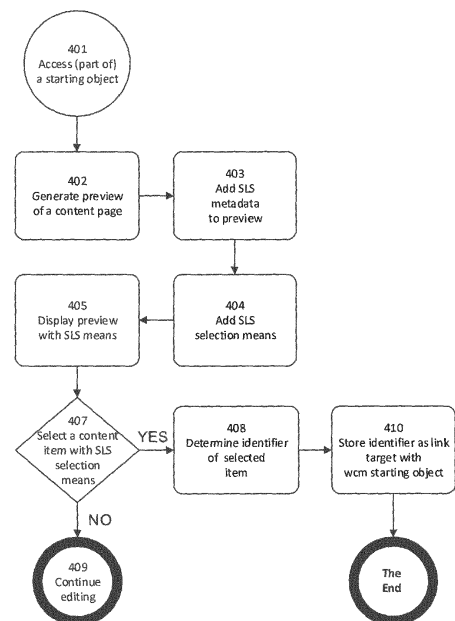 401
Access (part of)
a starting object
402
Generate preview
of a content page
403
Add SLS
metadata
to preview
405
Display preview
with SLS means
404
Add SLS
selection means
407
Select a content
item with SLS
selection
means
YES
408
Determine identifier
of selected
item
410
Store identifier as link
target with
wcm starting object
NO
409
Continue
editing
The
End